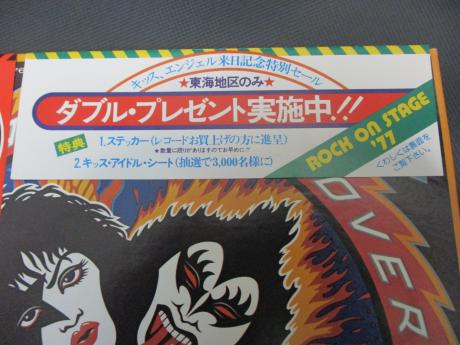 キッス、エンジェル来日記念特別セール
★東海地区のみ★
ダブル・プレゼント実施中!!
特典
1.ステッカー(レコードお買上げの方に進呈)
★数量に限りがありますのでお早めに!!
2.キッス・アイドル・シート(抽選で3,000名様に)
ROCK ON STAGE
'77
くわしくは裏面を
ご覧下さい。
OVER